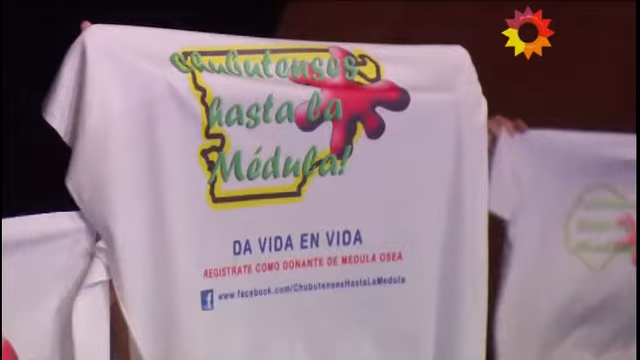 Chubutenses
hasta la
Médula!
DA VIDA EN VIDA
REGISTRATE COMO DONANTE DE MEDULA OSEA
www.facebook.com/ChubutensesHastaLaMedula